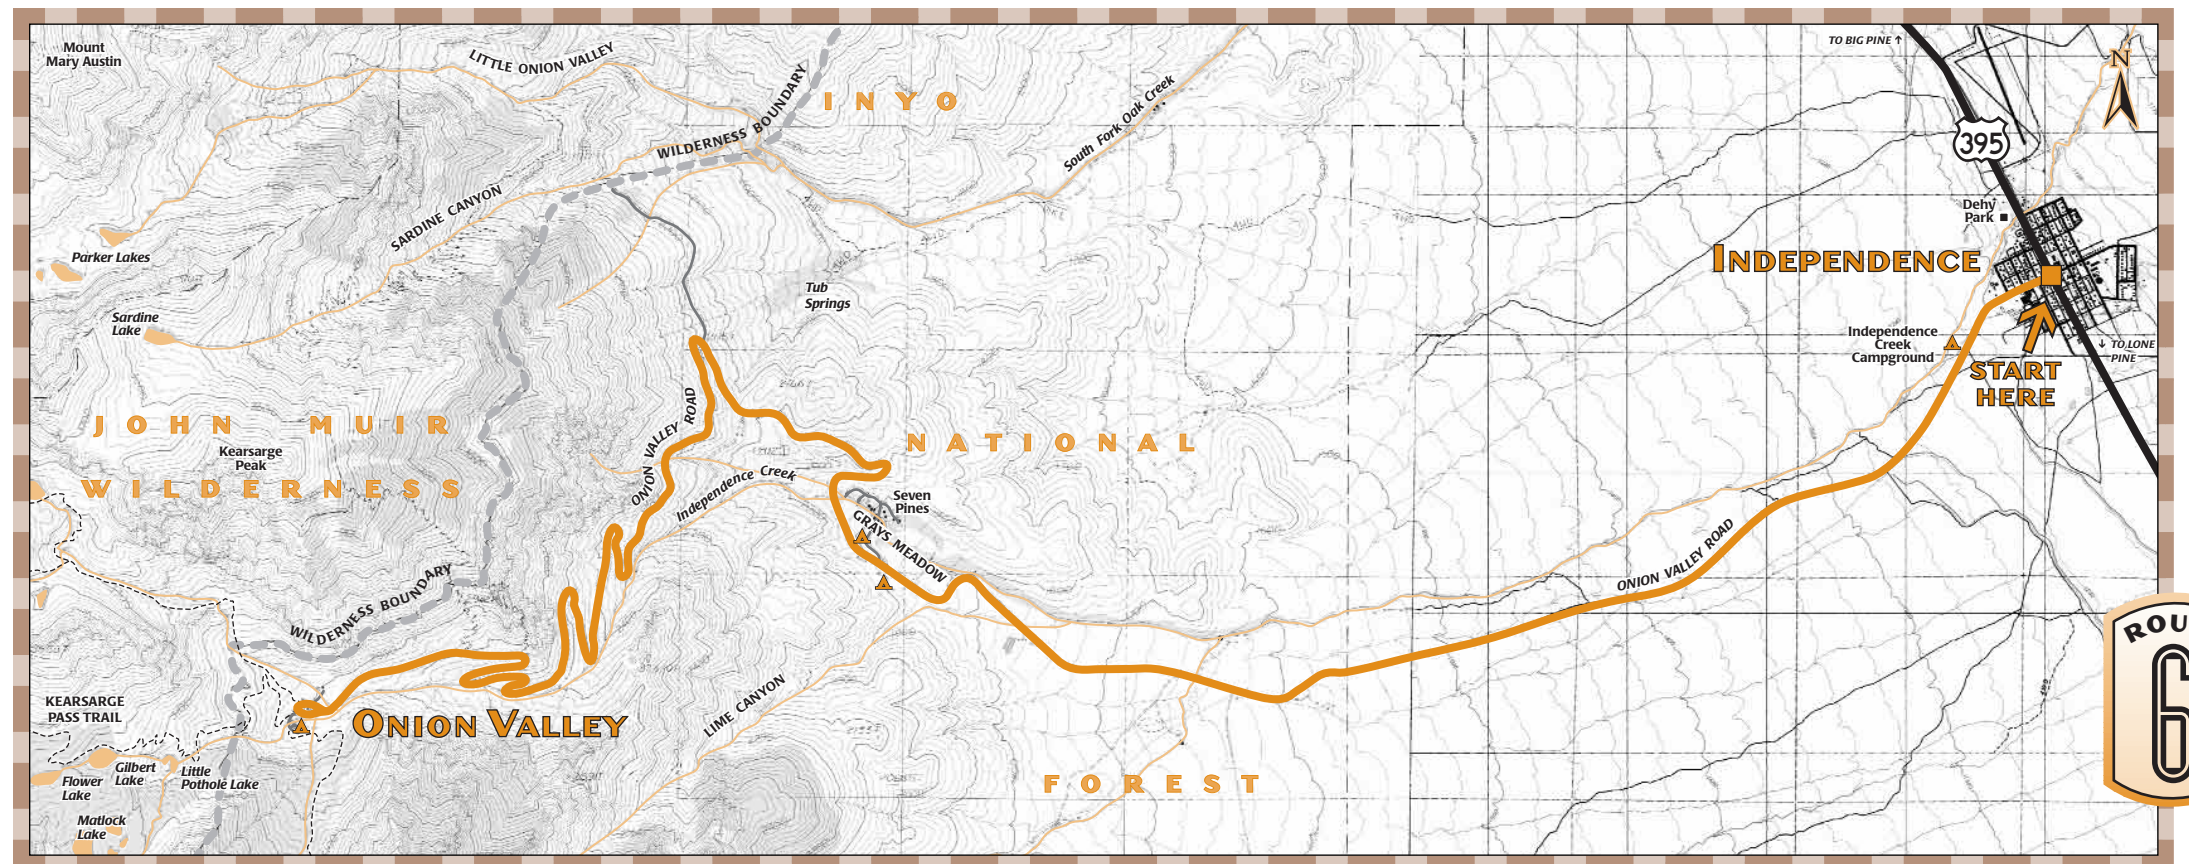 Mount
Mary Austin
LITTLE ONION VALLEY
WILDERNESS BOUNDARY
INYO
South Fork Oak Creek
TO BIG PINE ↑
N
395
SARDINE CANYON
Dehy
Park
Parker Lakes
INDEPENDENCE
Tub
Springs
Sardine
Lake
Independence
Creek
Campground
↓ TO LONE
PINE
START
HERE
JOHN MUIR
WILDERNESS
Kearsarge
Peak
ONION VALLEY ROAD
NATIONAL
Independence Creek
Seven
Pines
GRAYS MEADOW
ONION VALLEY ROAD
WILDERNESS BOUNDARY
ROU
6
KEARSARGE
PASS TRAIL
ONION VALLEY
LIME CANYON
Gilbert
Lake
Flower
Lake
Little
Pothole Lake
FOREST
Matlock
Lake